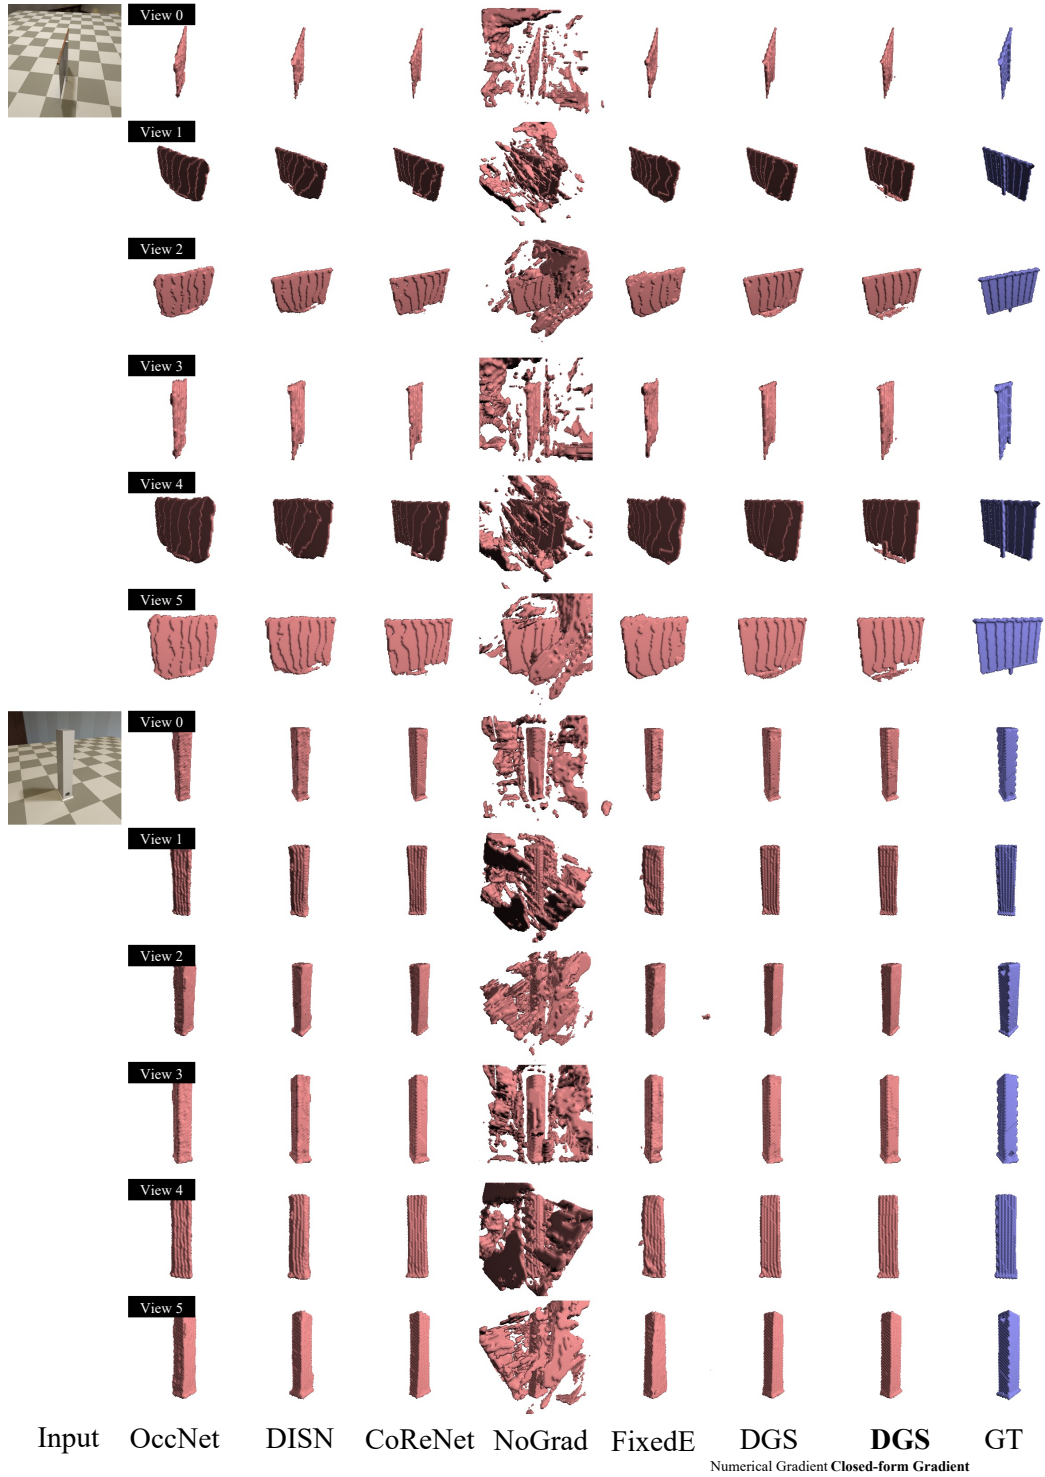 View 0
View 1
View 2
View 3
View 4
View 5
View 0
View 1
View 2
View 3
View 4
View 5
Input OccNet DISN CoReNet NoGrad FixedE DGS DGS GT
Numerical Gradient Closed-form Gradient